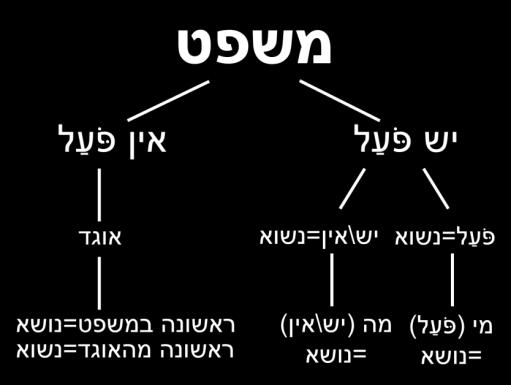 משפט
יש פֹּעַל
אין פֹּעַל
פֹּעַל=נשוא
יש\אין=נשוא
אוגד
מי (פֹּעַל)
=נושא
מה (יש\אין)
=נושא
ראשונה במשפט=נושא
ראשונה מהאוגד=נשוא